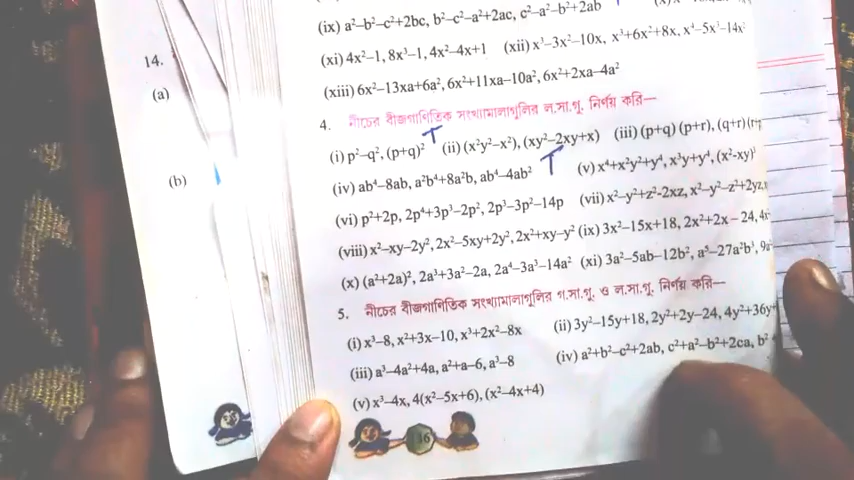 (ix) a²–b²–c²+2bc, b²–c²–a²+2ac, c²–a²–b²+2ab
(xi) 4x²–1, 8x³–1, 4x²–4x+1 (xii) x³–3x²–10x, x³+6x²+8x, x⁴–5x³–14x²
(xiii) 6x²–13xa+6a², 6x²+11xa–10a², 6x²+2xa–4a²
14.
(a)
(b)
4. নীচের বীজগাণিতিক সংখ্যামালাগুলির ল.সা.গু. নির্ণয় করি—
(i) p²–q², (p+q)² (ii) (x²y²–x²), (xy²–2xy+x) (iii) (p+q) (p+r), (q+r)
(iv) ab⁴–8ab, a²b⁴+8a²b, ab⁴–4ab² (v) x⁴+x²y²+y⁴, x³y+y⁴, (x²-xy)³
(vi) p²+2p, 2p⁴+3p³–2p², 2p³–3p²–14p (vii) x²–y²+z²-2xz, x²–y²–z²+2yz,
(viii) x²–xy–2y², 2x²–5xy+2y², 2x²+xy–y² (ix) 3x²–15x+18, 2x²+2x – 24,
(x) (a²+2a)², 2a³+3a²–2a, 2a⁴–3a³–14a² (xi) 3a²–5ab–12b², a⁵–27a²b³,
5. নীচের বীজগাণিতিক সংখ্যামালাগুলির গ.সা.গু. ও ল.সা.গু. নির্ণয় করি—
(i) x³–8, x²+3x–10, x³+2x²–8x (ii) 3y²–15y+18, 2y²+2y–24, 4y²+36y
(iii) a³–4a²+4a, a²+a–6, a³–8 (iv) a²+b²–c²+2ab, c²+a²–b²+2ca, b²
(v) x³–4x, 4(x²–5x+6), (x²–4x+4)